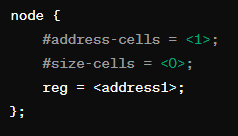 node {
#address-cells = <1>;
#size-cells = <0>;
reg = <address1>;
};